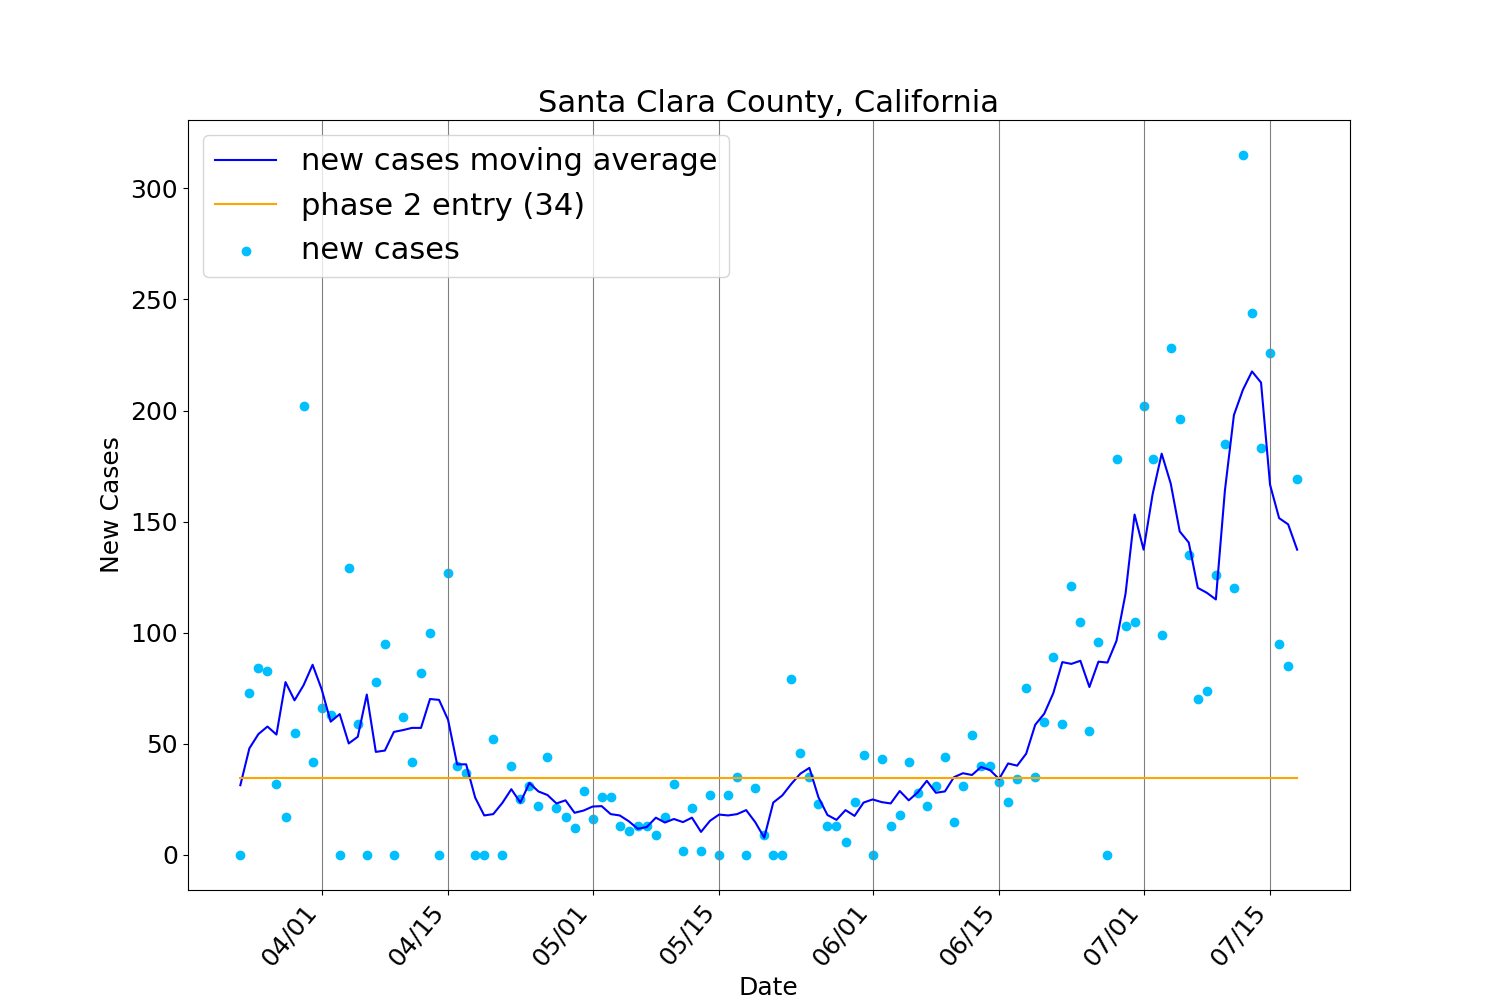 Santa Clara County, California
new cases moving average
phase 2 entry (34)
new cases
300
250
200
150
100
50
0
New Cases
04/01
04/15
05/01
05/15
06/01
06/15
07/01
07/15
Date